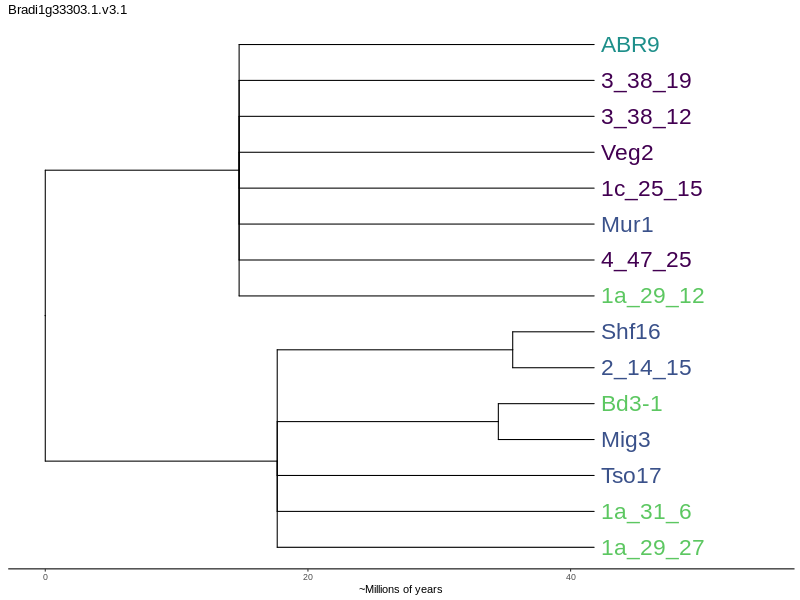 Bradi1g33303.1.v3.1
ABR9
3_38_19
3_38_12
Veg2
1c_25_15
Mur1
4_47_25
1a_29_12
Shf16
2_14_15
Bd3-1
Mig3
Tso17
1a_31_6
1a_29_27
0 20 40
~Millions of years